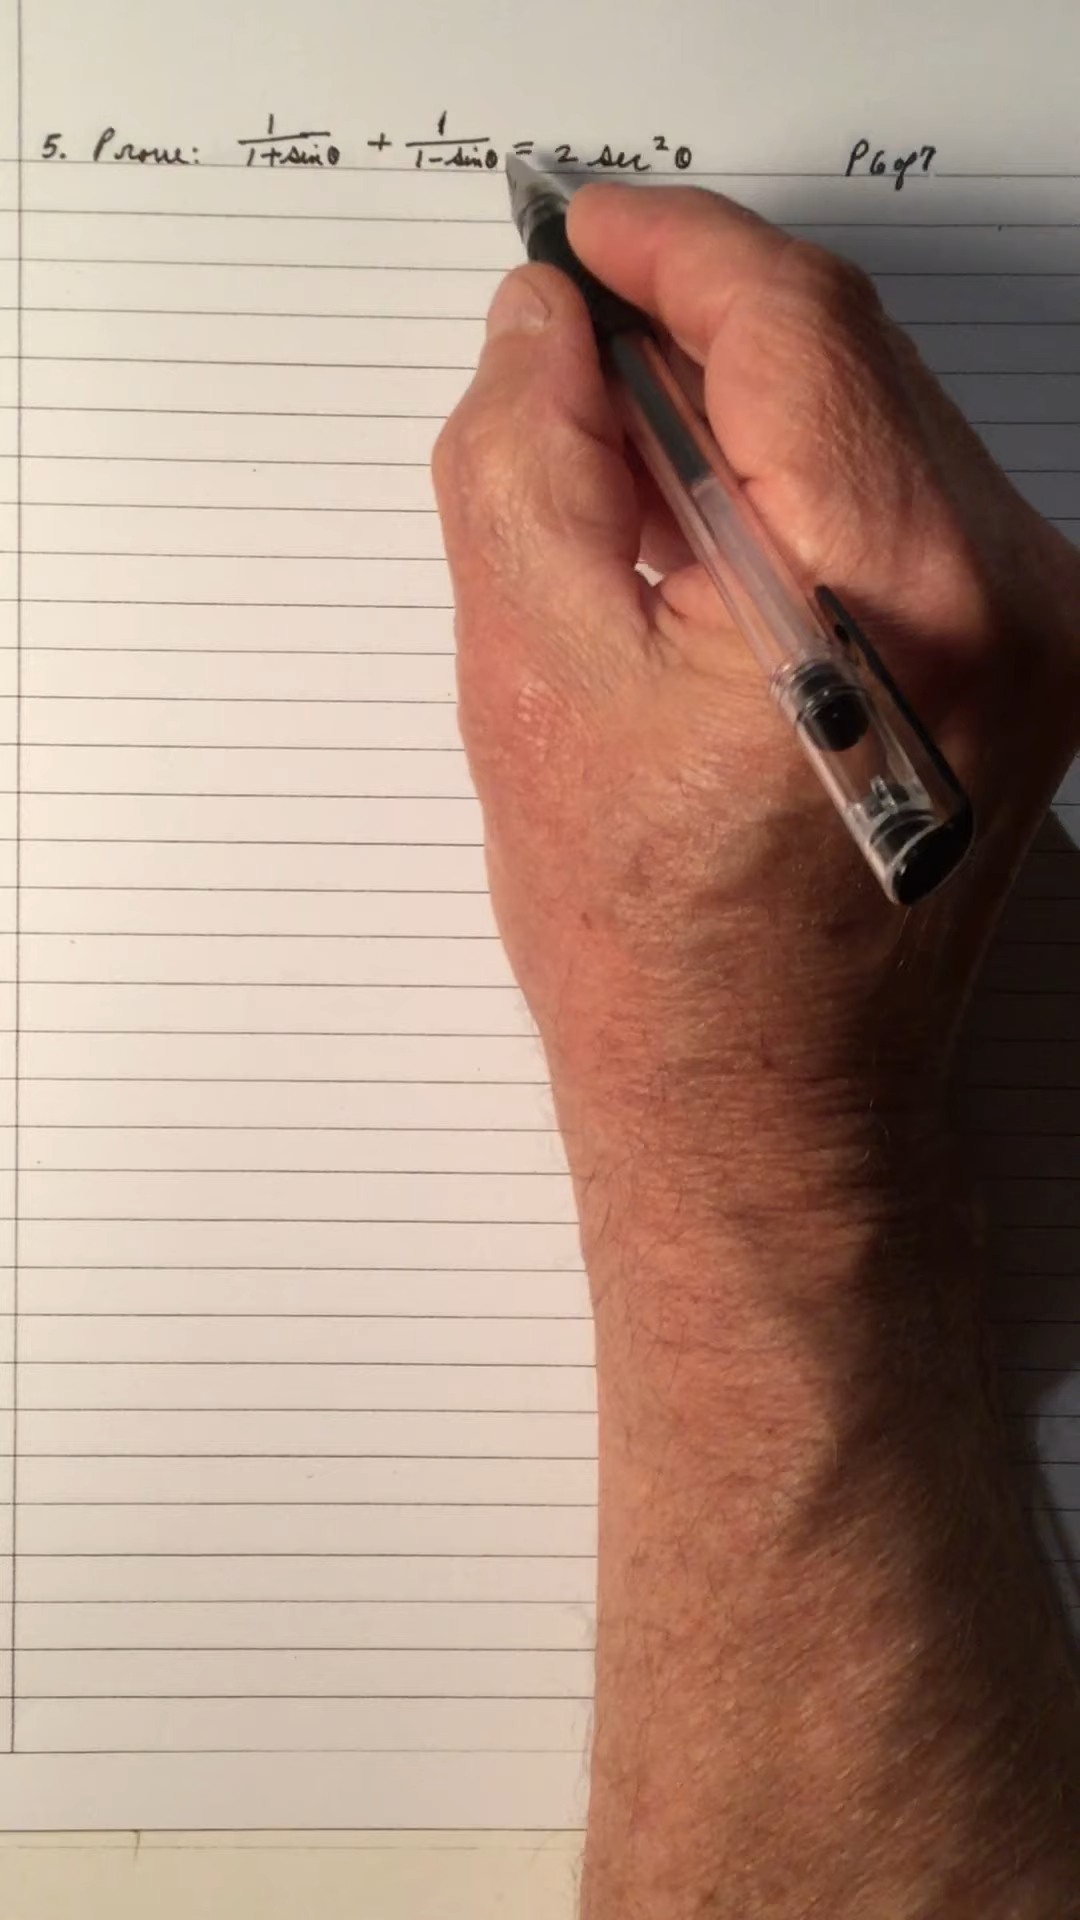 5. Prove: 1/(1+sinθ) + 1/(1-sinθ) = 2 sec²θ P6of7